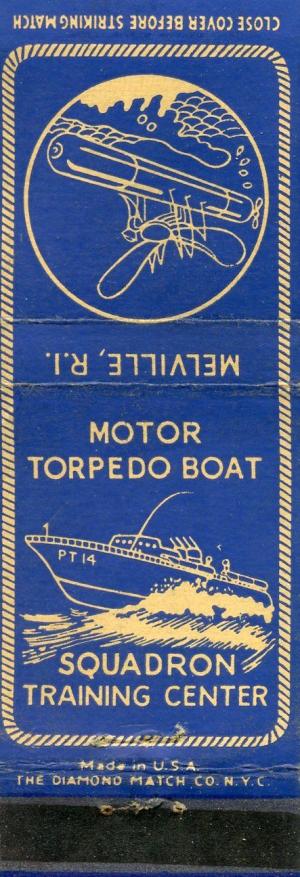 CLOSE COVER BEFORE STRIKING MATCH
MELVILLE, R.I.
MOTOR
TORPEDO BOAT
PT 14
SQUADRON
TRAINING CENTER
Made in U.S.A.
THE DIAMOND MATCH CO. N.Y.C.